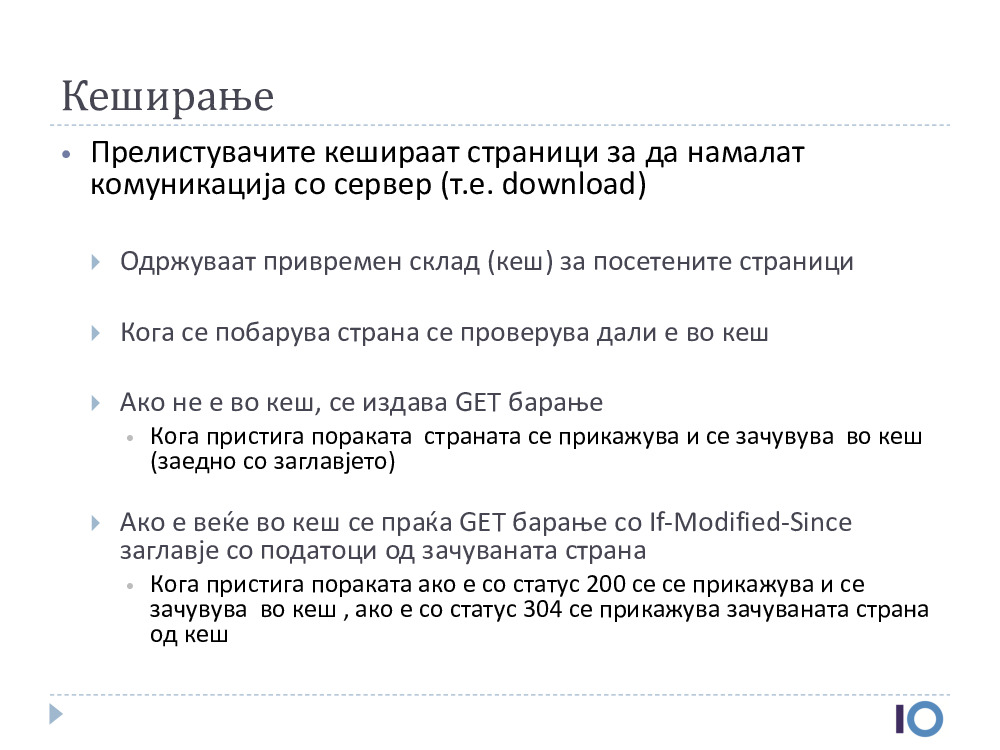 Кеширање
Прелистувачите кешираат страници за да намалат
комуникација со сервер (т.е. download)
Одржуваат привремен склад (кеш) за посетените страници
Кога се побарува страна се проверува дали е во кеш
Ако не е во кеш, се издава GET барање
Кога пристига пораката  страната се прикажува и се зачувува  во кеш
(заедно со заглавјето)
Ако е веќе во кеш се праќа GET барање со If-Modified-Since
заглавје со податоци од зачуваната страна
Кога пристига пораката ако е со статус 200 се се прикажува и се
зачувува  во кеш , ако е со статус 304 се прикажува зачуваната страна
од кеш
IO